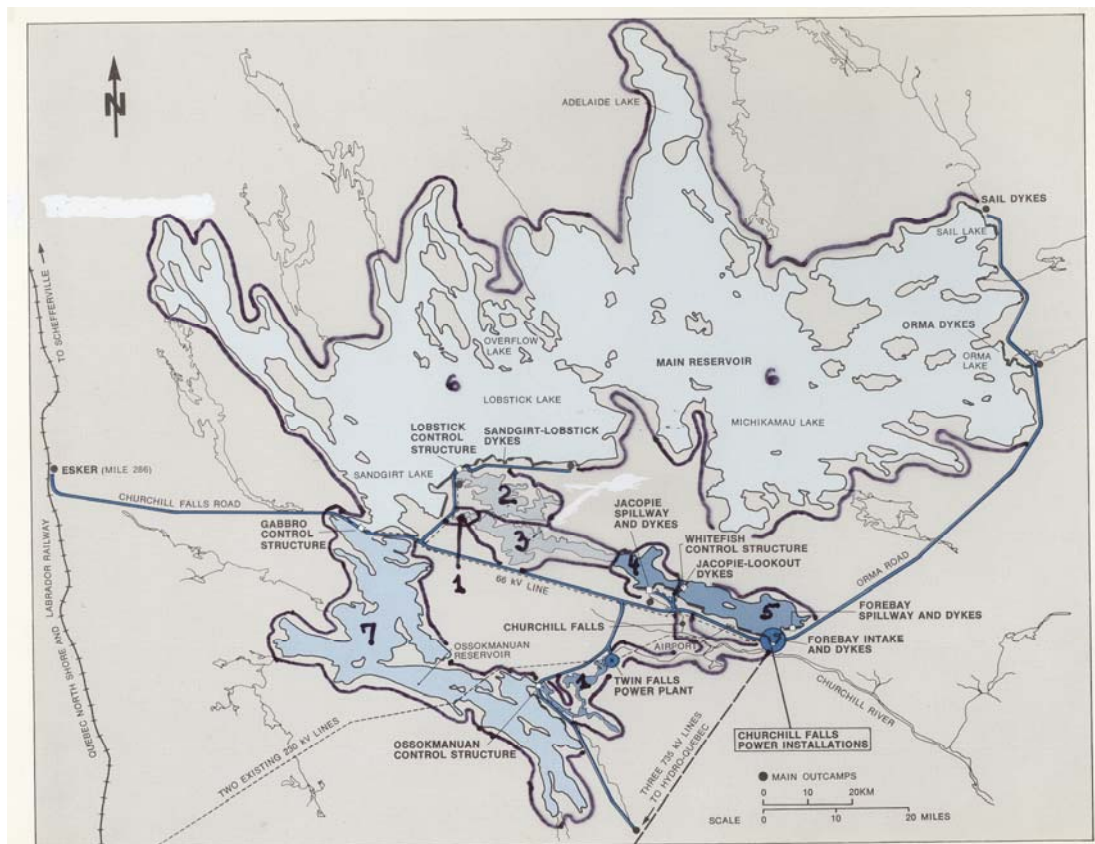 N
ADELAIDE LAKE
SAIL DYKES
SAIL LAKE
TO SCHEFFERVILLE
OVERFLOW
LAKE
ORMA DYKES
MAIN RESERVOIR
ORMA
LAKE
6
6
LOBSTICK LAKE
MICHIKAMAU LAKE
LOBSTICK
CONTROL
STRUCTURE
SANDGIRT-LOBSTICK
DYKES
ESKER (MILE 286)
SANDGIRT LAKE
CHURCHILL FALLS ROAD
2
JACOPIE
SPILLWAY
AND DYKES
GABBRO
CONTROL
STRUCTURE
WHITEFISH
CONTROL STRUCTURE
3
JACOPIE-LOOKOUT
DYKES
4
1
66 kV LINE
ORMA ROAD
5
FOREBAY
SPILLWAY AND DYKES
7
CHURCHILL FALLS
FOREBAY INTAKE
AND DYKES
AIRPORT
OSSOKMANUAN
RESERVOIR
1
TWIN FALLS
POWER PLANT
CHURCHILL RIVER
QUEBEC NORTH SHORE AND LABRADOR RAILWAY
TWO EXISTING 230 kV LINES
OSSOKMANUAN
CONTROL STRUCTURE
THREE 735 kV LINES
TO HYDRO-QUEBEC
CHURCHILL FALLS
POWER INSTALLATIONS
MAIN OUTCAMPS
0 10 20KM
SCALE
0 10 20 MILES